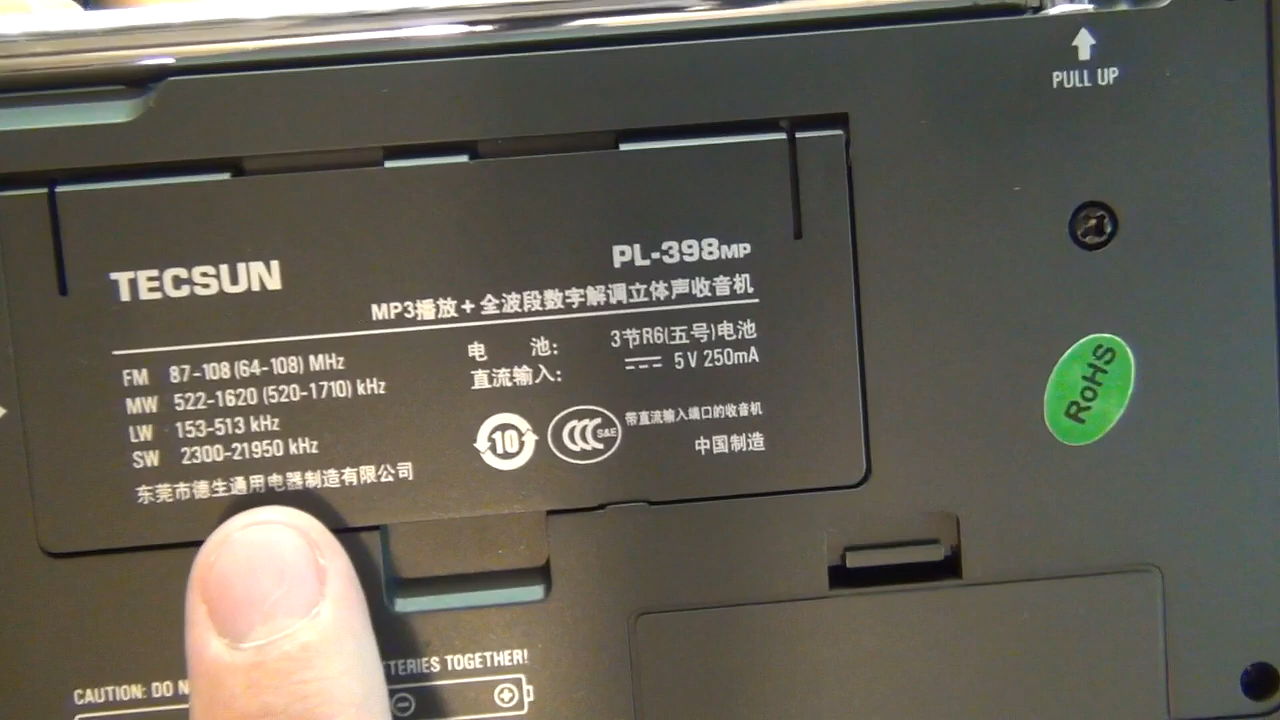 PULL UP
TECSUN
PL-398MP
MP3播放+全波段数字解调立体声收音机
FM 87-108 (64-108) MHz
MW 522-1620 (520-1710) kHz
LW 153-513 kHz
SW 2300-21950 kHz
东莞市德生通用电器制造有限公司
电 池: 3节R6(五号)电池
直流输入: 5V 250mA
10
CCC S&E
带直流输入端口的收音机
中国制造
RoHS
CAUTION: DO TOGETHER!